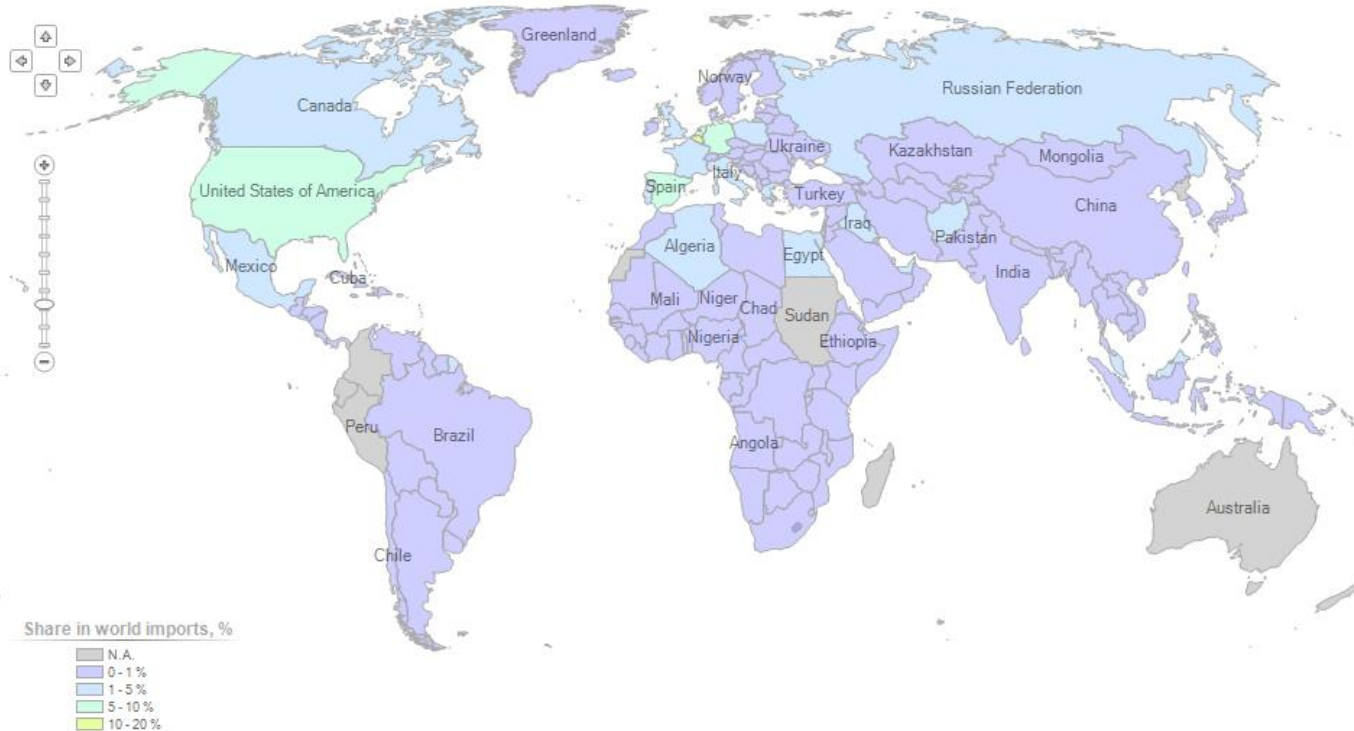 Greenland
Norway
Russian Federation
Canada
Ukraine
Kazakhstan
Mongolia
Italy
United States of America
Spain
Turkey
China
Iraq
Algeria
Egypt
Pakistan
Mexico
India
Cuba
Mali
Niger
Chad
Sudan
Nigeria
Ethiopia
Peru
Brazil
Angola
Australia
Chile
Share in world imports, %
N.A.
0 - 1 %
1 - 5 %
5 - 10 %
10 - 20 %